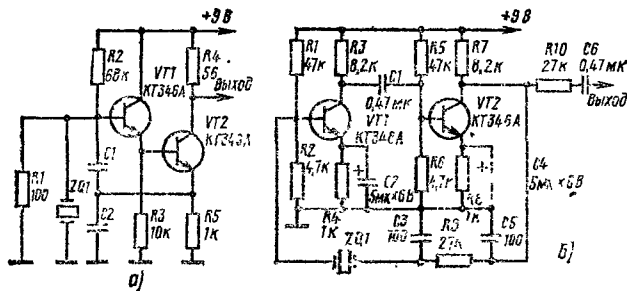 +9 В
R2
68к
R4
56
Выход
VT1
КТ346А
VT2
КТ346А
C1
R1
100
ZQ1
C2
R3
10к
R5
1к
а)
+9 В
R1
47к
R3
8,2к
R5
47к
R7
8,2к
R10
27к
C6
0,47мк
Выход
C1
0,47мк
VT1
КТ346А
VT2
КТ346А
R2
4,7к
R4
1к
C2
5мк×6В
R6
4,7к
R8
1к
C4
5мк×6В
C3
100
R9
27к
C5
100
ZQ1
б)